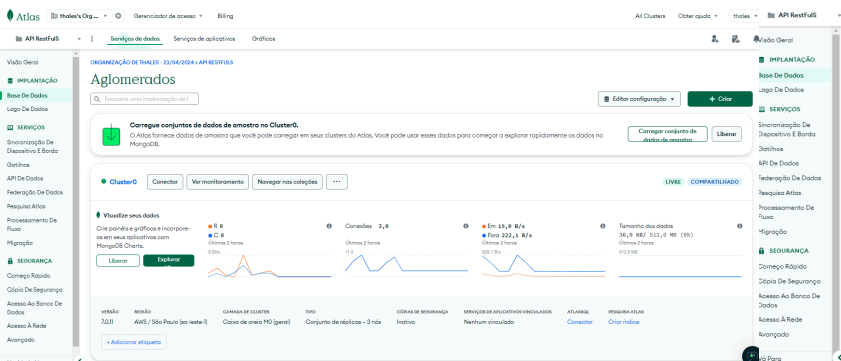 Atlas
thales's Org ...
Gerenciador de acesso
Billing
All Clusters
Obter ajuda
thales
API RestFulS
API RestFulS
Serviços de dados
Serviços de aplicativos
Gráficos
Visão Geral
IMPLANTAÇÃO
Base De Dados
Lago De Dados
SERVIÇOS
Sincronização De
Dispositivo E Borda
Gatilhos
API De Dados
Federação De Dados
Pesquisa Atlas
Processamento De
Fluxo
Migração
SEGURANÇA
Começo Rápido
Cópia De Segurança
Acesso Ao Banco De
Dados
Acesso À Rede
Avançado
ORGANIZAÇÃO DE THALES - 23/04/2024 > API RESTFULS
Aglomerados
Encontre uma implantação de l
Editar configuração
+ Criar
Carregue conjuntos de dados de amostra no Cluster0.
O Atlas fornece dados de amostra que você pode carregar em seus clusters do Atlas. Você pode usar esses dados para começar a explorar rapidamente os dados no
MongoDB.
Carregar conjunto de
dados de amostra
Liberar
Cluster0
Conectar
Ver monitoramento
Navegar nas coleções
...
LIVRE
COMPARTILHADO
Visualize seus dados
Crie painéis e gráficos e incorpore-
os em seus aplicativos com
MongoDB Charts.
Liberar
Explorar
R 0
C 0
Últimas 2 horas
Conexões 3,0
Últimas 2 horas
11.0
Em 15,0 B/s
Fora 222,1 B/s
Últimas 2 horas
Tamanho dos dados
36,9 KB/ 512,0 MB (0%)
Últimas 2 horas
512.0 MB
VERSÃO
7.0.11
REGIÃO
AWS / São Paulo (sa-leste-1)
CAMADA DE CLUSTER
Caixa de areia M0 (geral)
TIPO
Conjunto de réplicas - 3 nós
CÓPIAS DE SEGURANÇA
Inativo
SERVIÇOS DE APLICATIVOS VINCULADOS
Nenhum vinculado
ATLASSQL
Conectar
PESQUISA ATLAS
Criar índice
+ Adicionar etiqueta
Visão Geral
IMPLANTAÇÃO
Base De Dados
Lago De Dados
SERVIÇOS
Sincronização De
Dispositivo E Borda
Gatilhos
API De Dados
Federação De Dados
Pesquisa Atlas
Processamento De
Fluxo
Migração
SEGURANÇA
Começo Rápido
Cópia De Segurança
Acesso Ao Banco De
Dados
Acesso À Rede
Avançado
Vá Para